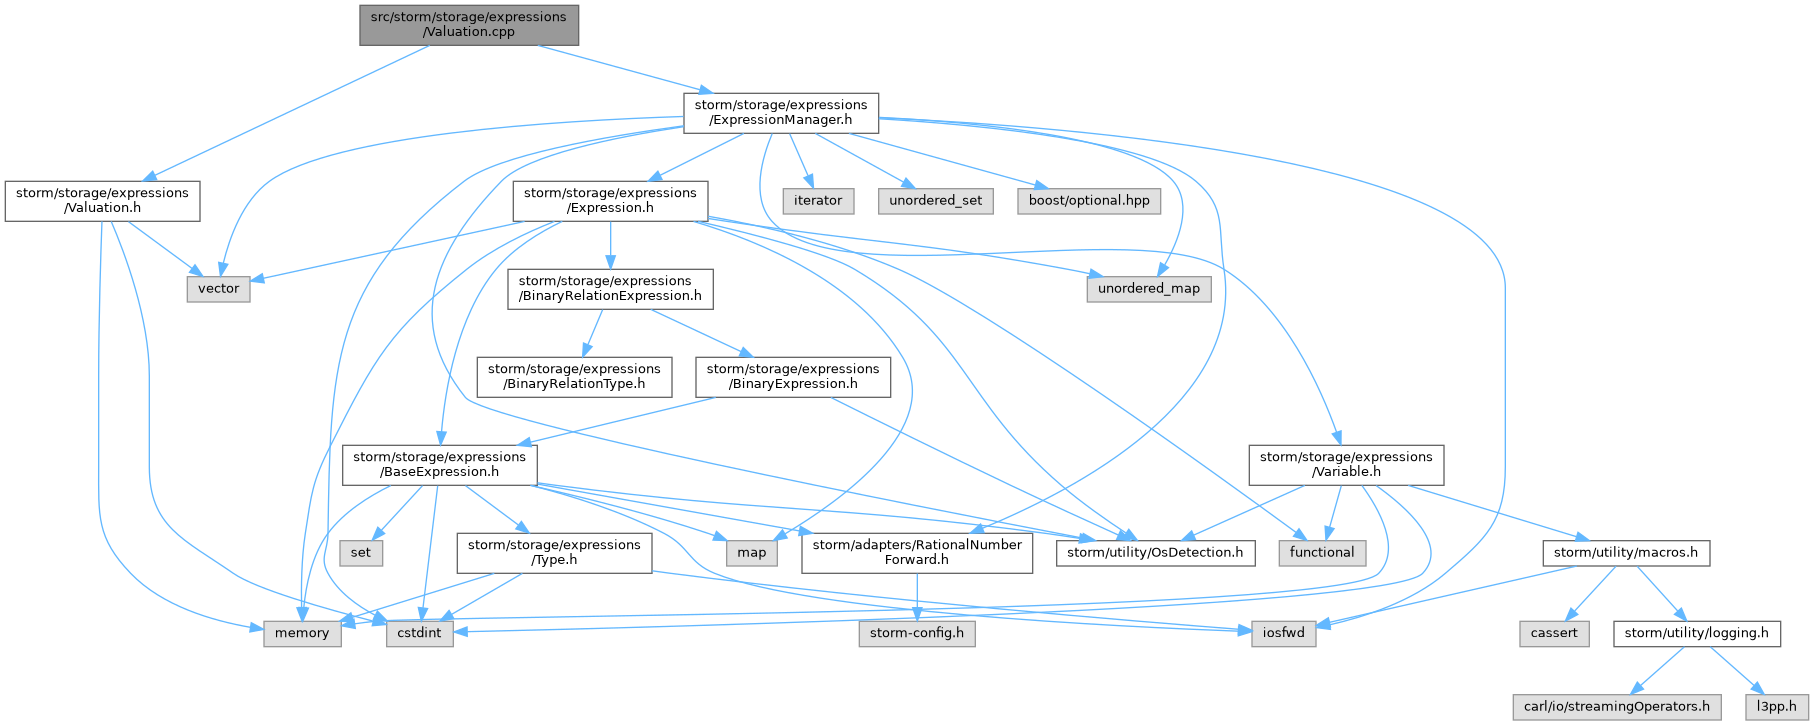 src/storm/storage/expressions
/Valuation.cpp
storm/storage/expressions
/ExpressionManager.h
storm/storage/expressions
/Valuation.h
storm/storage/expressions
/Expression.h
iterator
unordered_set
boost/optional.hpp
vector
storm/storage/expressions
/BinaryRelationExpression.h
unordered_map
storm/storage/expressions
/BinaryRelationType.h
storm/storage/expressions
/BinaryExpression.h
storm/storage/expressions
/BaseExpression.h
storm/storage/expressions
/Variable.h
set
storm/storage/expressions
/Type.h
map
storm/adapters/RationalNumber
Forward.h
storm/utility/OsDetection.h
functional
storm/utility/macros.h
memory
cstdint
storm-config.h
iosfwd
cassert
storm/utility/logging.h
carl/io/streamingOperators.h
l3pp.h